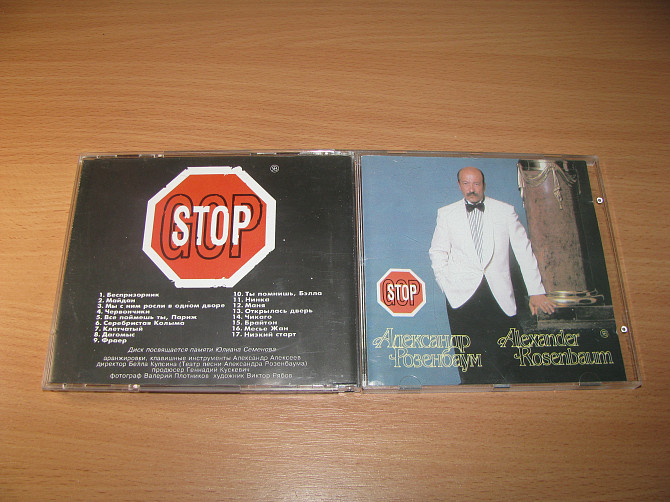 GOP
STOP
®
1. Беспризорник
2. Майдан
3. Мы с ним росли в одном дворе
4. Червончики
5. Все поймешь ты, Париж
6. Серебристая Колыма
7. Клетчатый
8. Дагомыс
9. Фраер
10. Ты помнишь, Бэлла
11. Нинка
12. Маня
13. Открылась дверь
14. Чикаго
15. Брайтон
16. Месье Жан
17. Низкий старт
Диск посвящается памяти Юлиана Семенова
аранжировки, клавишные инструменты Александр Алексеев
директор Белла Купсина (Театр песни Александра Розенбаума)
продюсер Геннадий Кускевич
фотограф Валерий Плотников художник Виктор Рябов
STOP
Александр
Розенбаум
Alexander
Rosenbaum